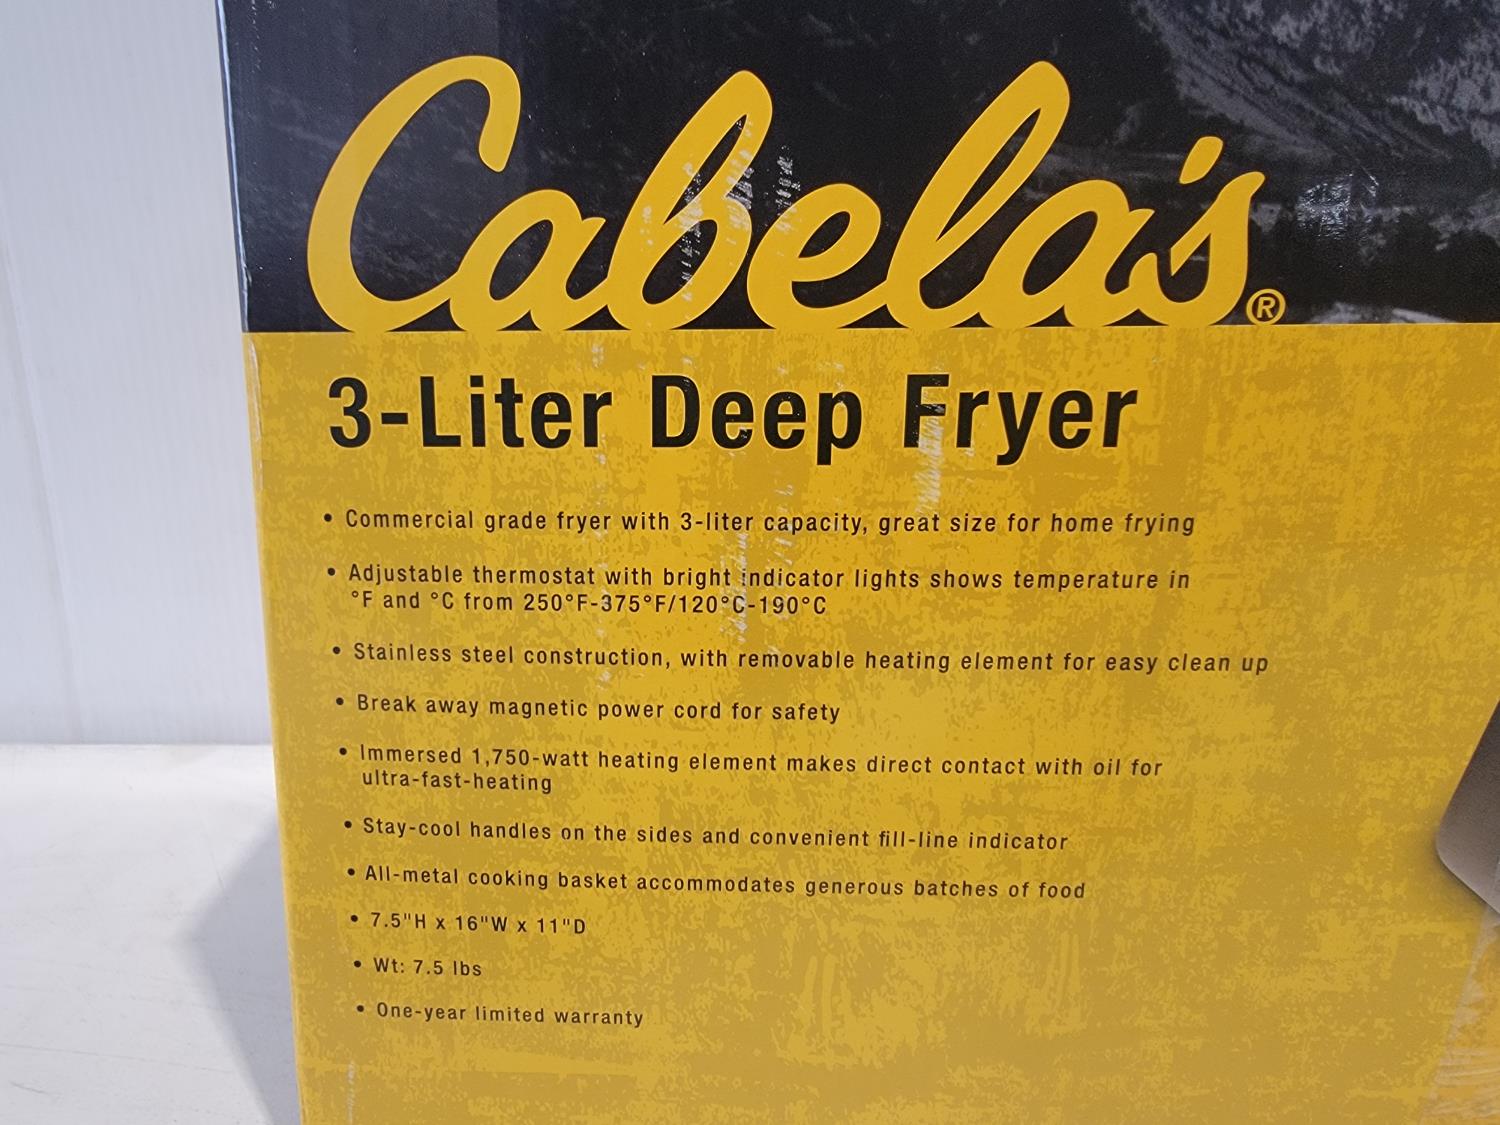 Cabela's®
3-Liter Deep Fryer
• Commercial grade fryer with 3-liter capacity, great size for home frying
• Adjustable thermostat with bright indicator lights shows temperature in
°F and °C from 250°F-375°F/120°C-190°C
• Stainless steel construction, with removable heating element for easy clean up
• Break away magnetic power cord for safety
• Immersed 1,750-watt heating element makes direct contact with oil for
ultra-fast-heating
• Stay-cool handles on the sides and convenient fill-line indicator
• All-metal cooking basket accommodates generous batches of food
• 7.5"H x 16"W x 11"D
• Wt: 7.5 lbs
• One-year limited warranty